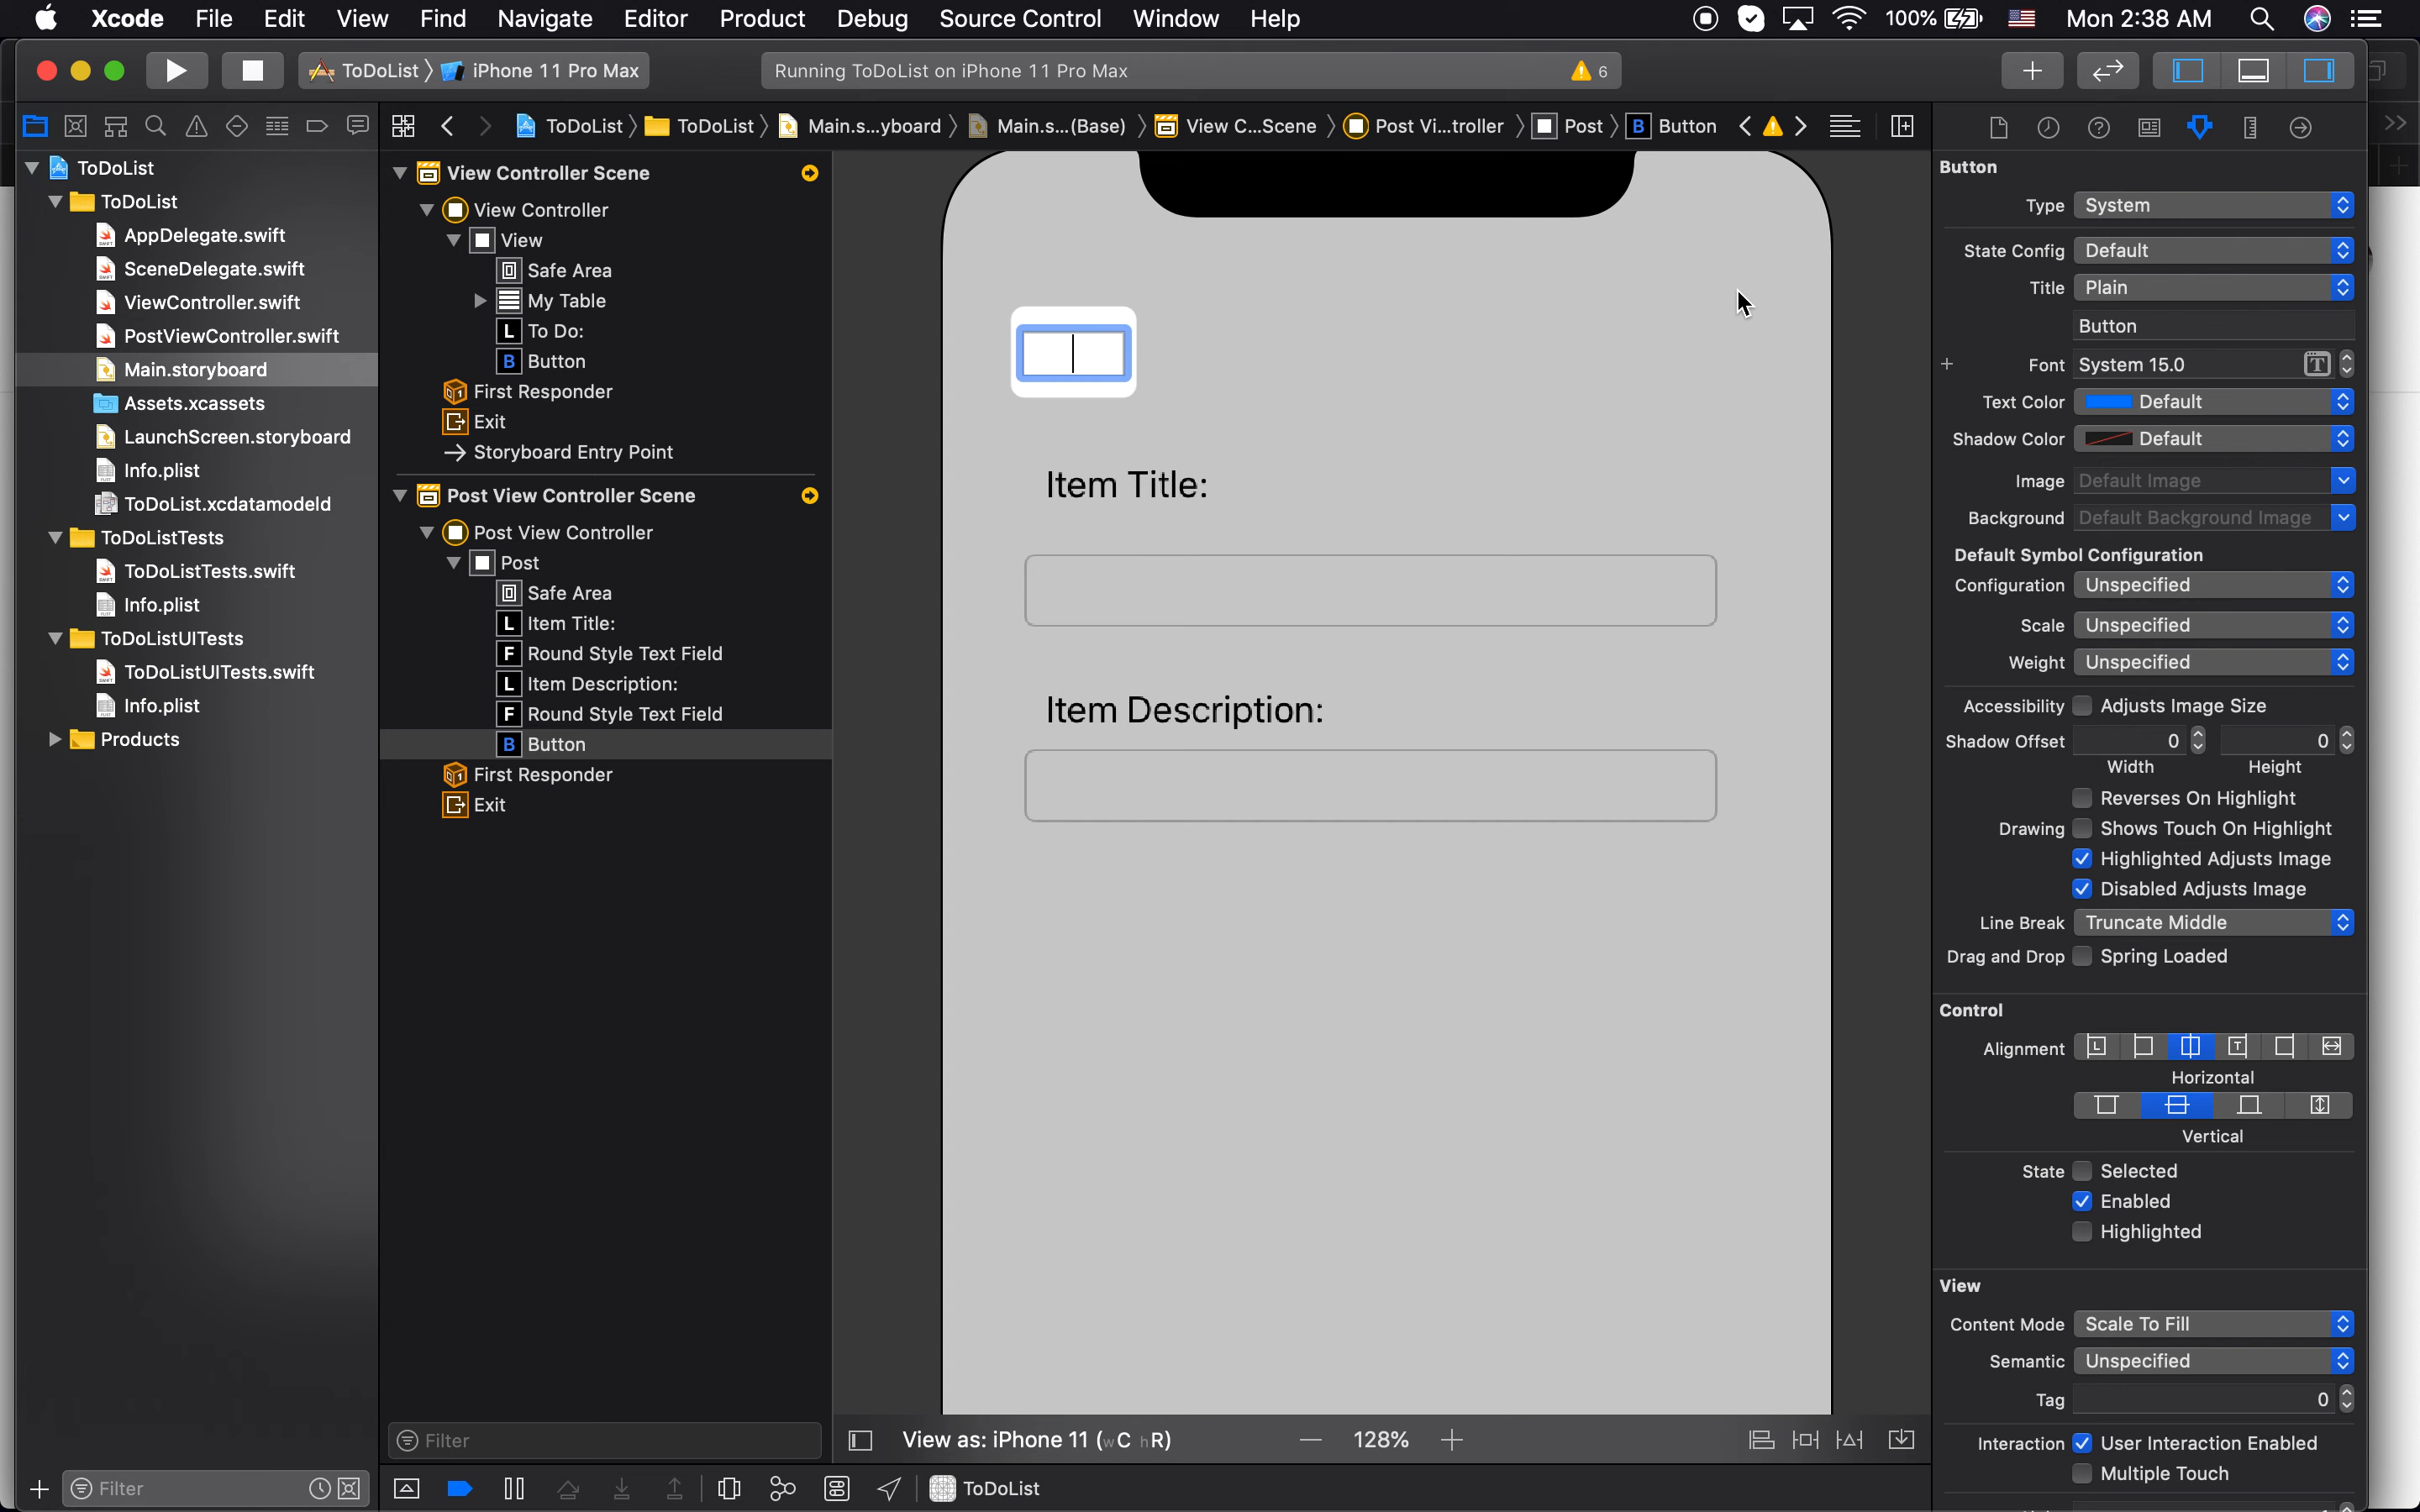 Xcode File Edit View Find Navigate Editor Product Debug Source Control Window Help 100% Mon 2:38 AM
ToDoList iPhone 11 Pro Max Running ToDoList on iPhone 11 Pro Max 6
ToDoList ToDoList Main.s...yboard Main.s...(Base) View C...Scene Post Vi...troller Post B Button
ToDoList
ToDoList
AppDelegate.swift
SceneDelegate.swift
ViewController.swift
PostViewController.swift
Main.storyboard
Assets.xcassets
LaunchScreen.storyboard
Info.plist
ToDoList.xcdatamodeld
ToDoListTests
ToDoListTests.swift
Info.plist
ToDoListUITests
ToDoListUITests.swift
Info.plist
Products
Filter
View Controller Scene
View Controller
View
Safe Area
My Table
L To Do:
B Button
First Responder
Exit
Storyboard Entry Point
Post View Controller Scene
Post View Controller
Post
Safe Area
L Item Title:
F Round Style Text Field
L Item Description:
F Round Style Text Field
B Button
First Responder
Exit
Filter
Item Title:
Item Description:
View as: iPhone 11 (wC hR) 128%
ToDoList
Button
Type System
State Config Default
Title Plain
Button
Font System 15.0
Text Color Default
Shadow Color Default
Image Default Image
Background Default Background Image
Default Symbol Configuration
Configuration Unspecified
Scale Unspecified
Weight Unspecified
Accessibility Adjusts Image Size
Shadow Offset 0 0
Width Height
Reverses On Highlight
Drawing Shows Touch On Highlight
Highlighted Adjusts Image
Disabled Adjusts Image
Line Break Truncate Middle
Drag and Drop Spring Loaded
Control
Alignment
Horizontal
Vertical
State Selected
Enabled
Highlighted
View
Content Mode Scale To Fill
Semantic Unspecified
Tag 0
Interaction User Interaction Enabled
Multiple Touch